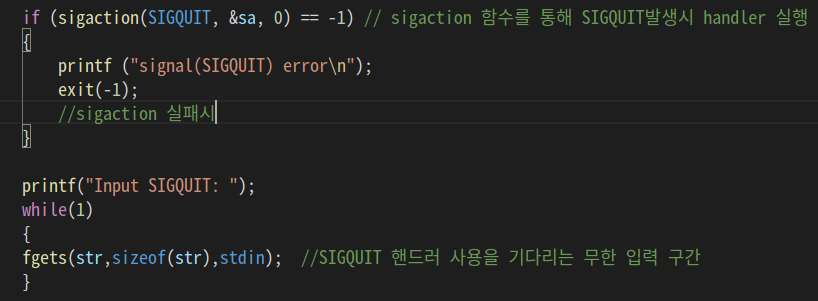 if (sigaction(SIGQUIT, &sa, 0) == -1) // sigaction 함수를 통해 SIGQUIT발생시 handler 실행
{
    printf ("signal(SIGQUIT) error\n");
    exit(-1);
    //sigaction 실패시
}

printf("Input SIGQUIT: ");
while(1)
{
fgets(str,sizeof(str),stdin);  //SIGQUIT 핸드러 사용을 기다리는 무한 입력 구간
}